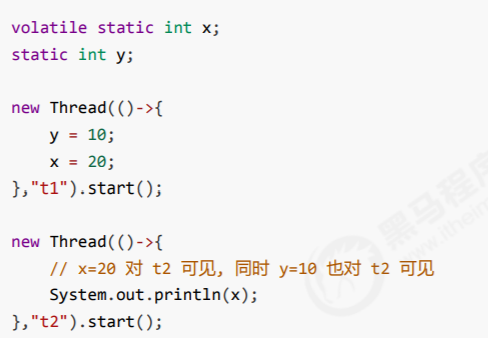 volatile static int x;
static int y;
new Thread(()->{
    y = 10;
    x = 20;
},"t1").start();
new Thread(()->{
    // x=20 对 t2 可见, 同时 y=10 也对 t2 可见
    System.out.println(x);
},"t2").start();
黑马程序
www.itheim